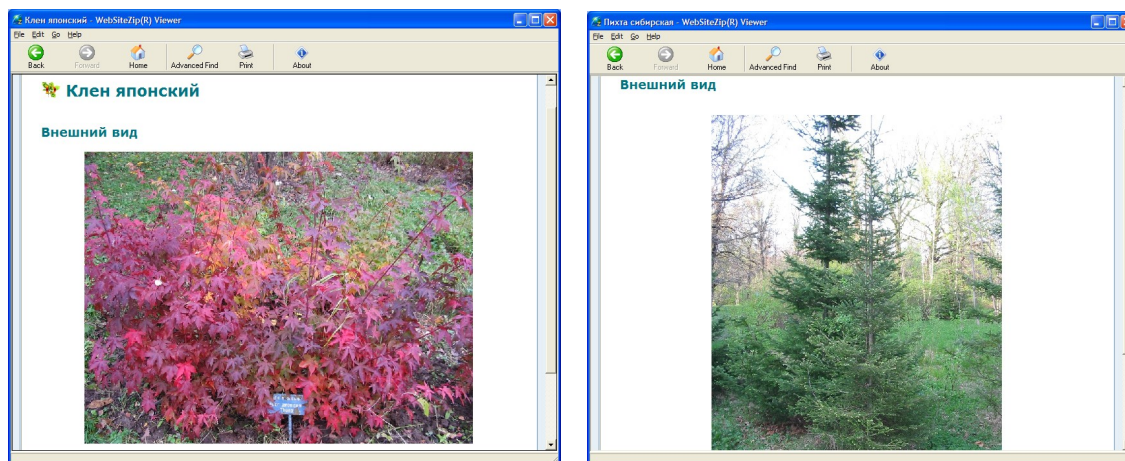 Клен японский - WebSiteZip(R) Viewer
File Edit Go Help
Back Forward Home Advanced Find Print About
Клен японский
Внешний вид
Пихта сибирская - WebSiteZip(R) Viewer
File Edit Go Help
Back Forward Home Advanced Find Print About
Внешний вид